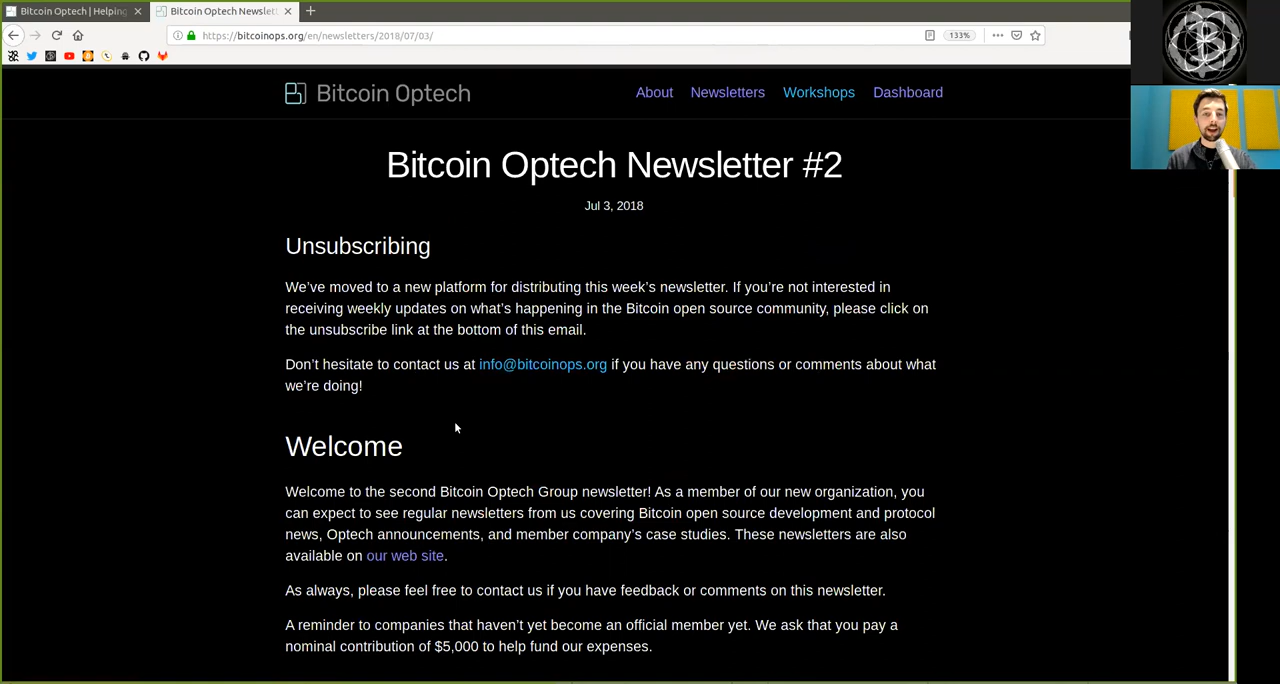 Bitcoin Optech | Helping
Bitcoin Optech Newslett
https://bitcoinops.org/en/newsletters/2018/07/03/
133%
Bitcoin Optech
About Newsletters Workshops Dashboard
Bitcoin Optech Newsletter #2
Jul 3, 2018
Unsubscribing
We've moved to a new platform for distributing this week's newsletter. If you're not interested in
receiving weekly updates on what's happening in the Bitcoin open source community, please click on
the unsubscribe link at the bottom of this email.
Don't hesitate to contact us at info@bitcoinops.org if you have any questions or comments about what
we're doing!
Welcome
Welcome to the second Bitcoin Optech Group newsletter! As a member of our new organization, you
can expect to see regular newsletters from us covering Bitcoin open source development and protocol
news, Optech announcements, and member company's case studies. These newsletters are also
available on our web site.
As always, please feel free to contact us if you have feedback or comments on this newsletter.
A reminder to companies that haven't yet become an official member yet. We ask that you pay a
nominal contribution of $5,000 to help fund our expenses.